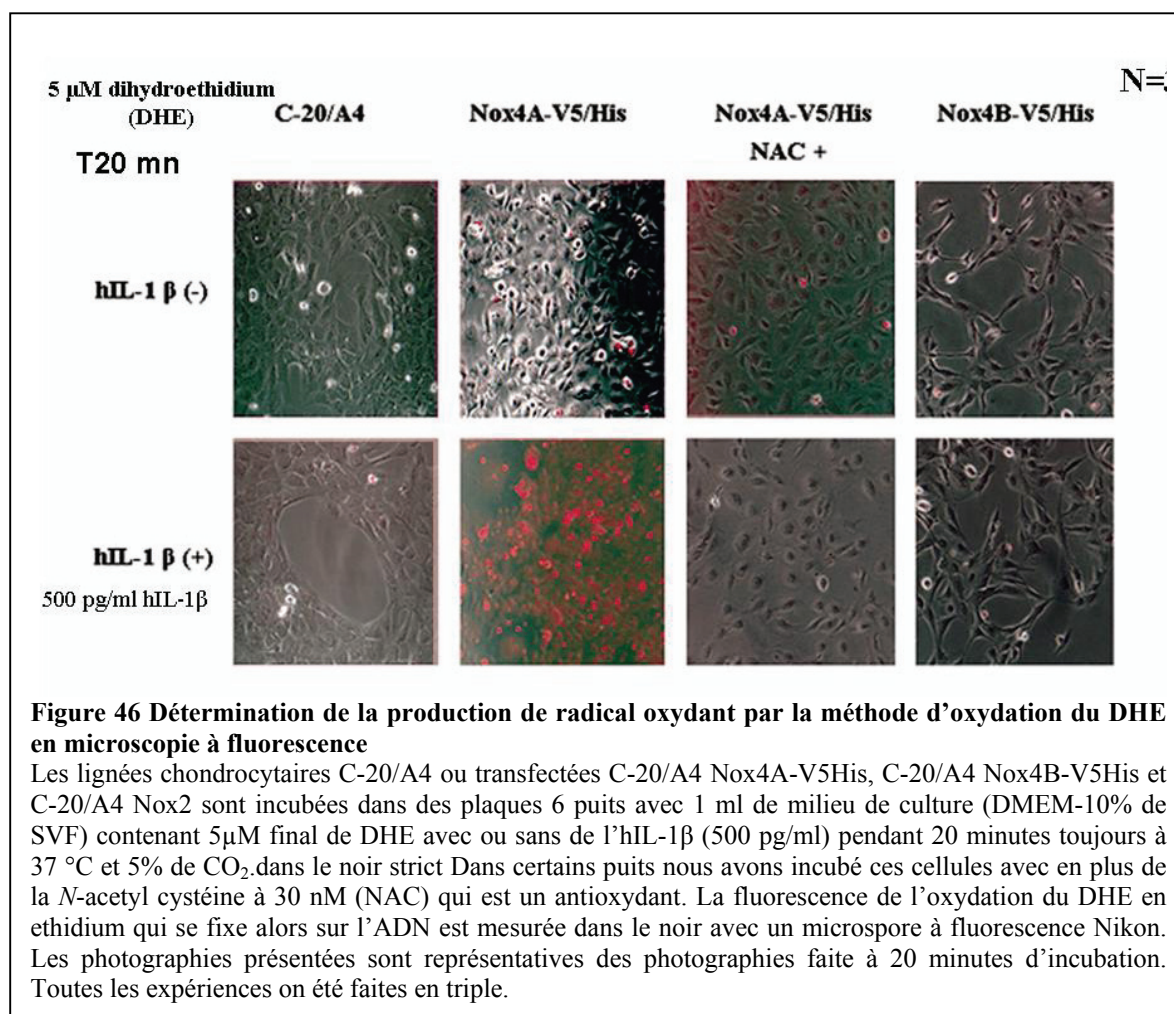 5 µM dihydroethidium
(DHE)
N=
C-20/A4
Nox4A-V5/His
Nox4A-V5/His
Nox4B-V5/His
NAC +
T20 mn
hIL-1 β (-)
hIL-1 β (+)
500 pg/ml hIL-1β
Figure 46 Détermination de la production de radical oxydant par la méthode d’oxydation du DHE
en microscopie à fluorescence
Les lignées chondrocytaires C-20/A4 ou transfectées C-20/A4 Nox4A-V5His, C-20/A4 Nox4B-V5His et
C-20/A4 Nox2 sont incubées dans des plaques 6 puits avec 1 ml de milieu de culture (DMEM-10% de
SVF) contenant 5µM final de DHE avec ou sans de l’hIL-1β (500 pg/ml) pendant 20 minutes toujours à
37 °C et 5% de CO₂.dans le noir strict Dans certains puits nous avons incubé ces cellules avec en plus de
la N-acetyl cystéine à 30 nM (NAC) qui est un antioxydant. La fluorescence de l’oxydation du DHE en
ethidium qui se fixe alors sur l’ADN est mesurée dans le noir avec un microspore à fluorescence Nikon.
Les photographies présentées sont représentatives des photographies faite à 20 minutes d’incubation.
Toutes les expériences on été faites en triple.